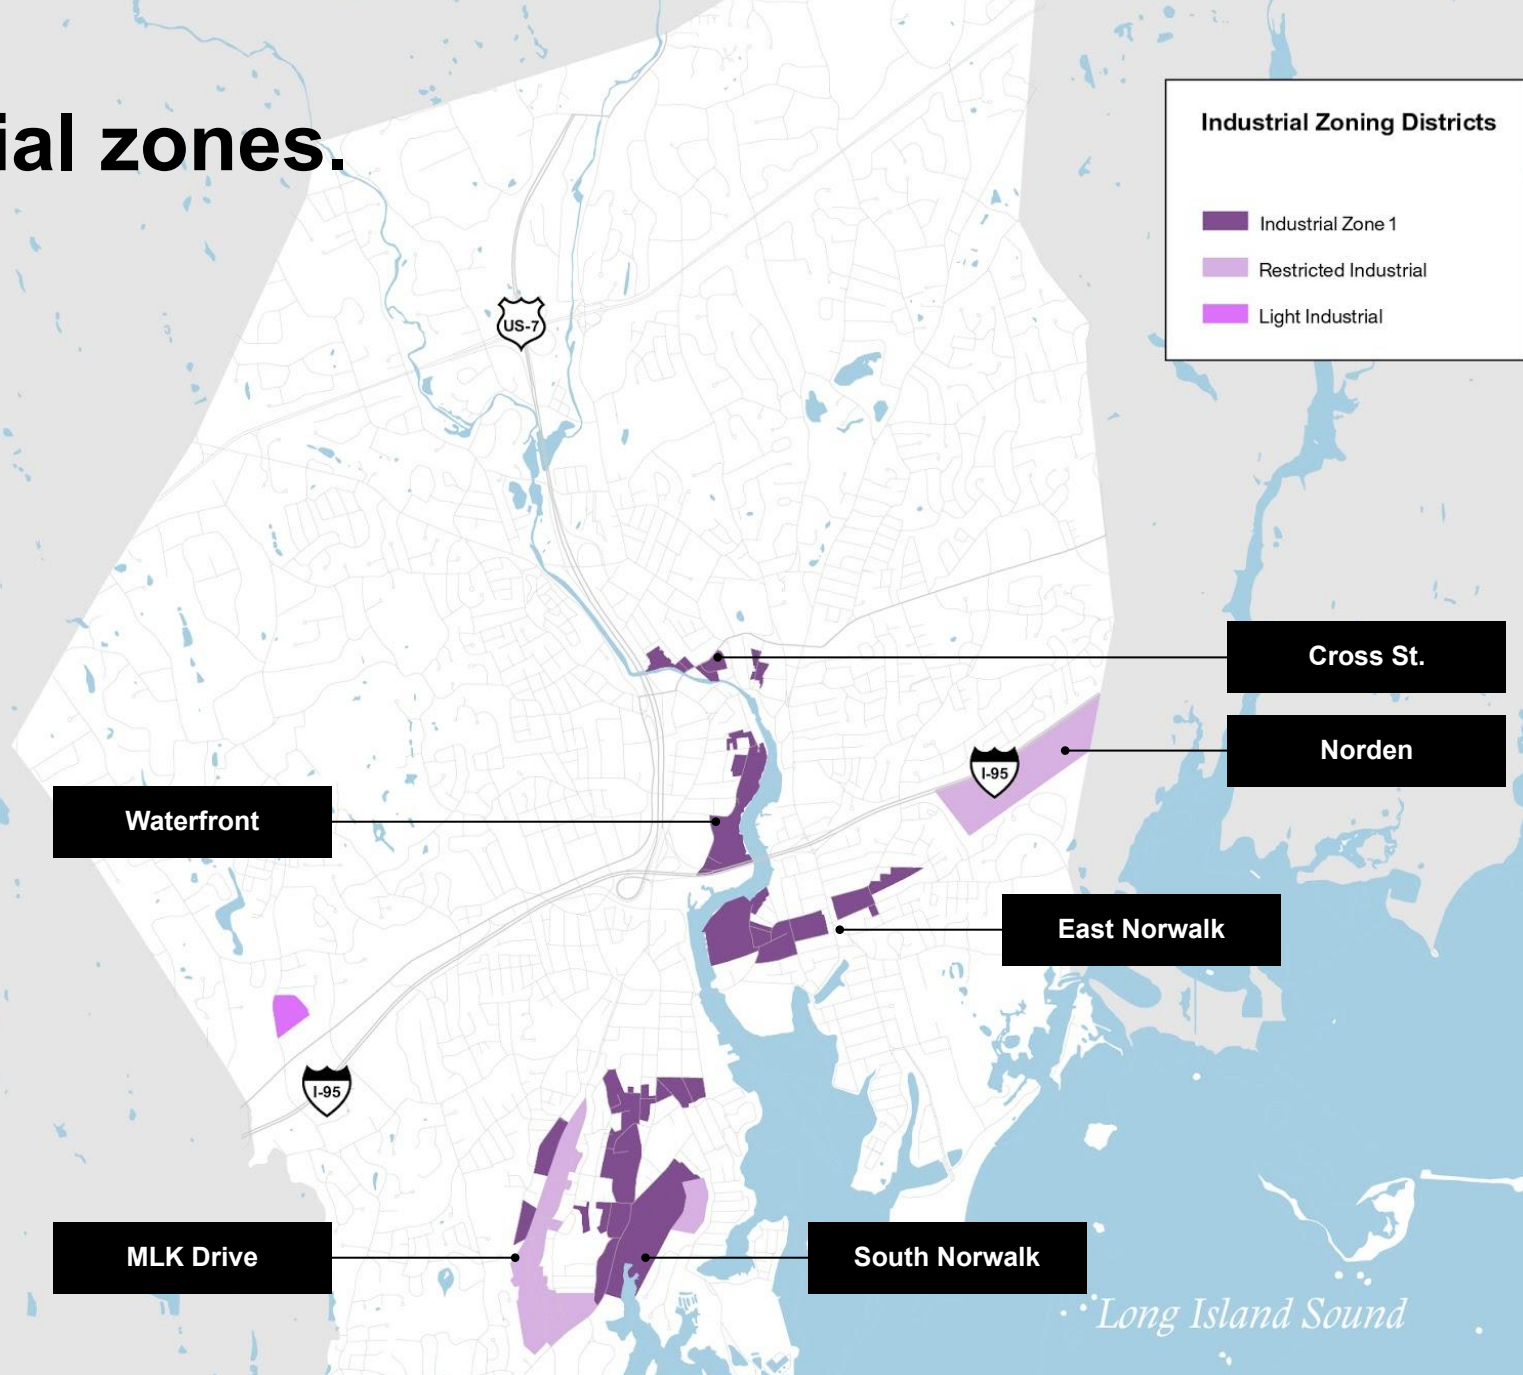 ial zones.
Industrial Zoning Districts
Industrial Zone 1
Restricted Industrial
Light Industrial
US-7
Cross St.
Norden
I-95
Waterfront
East Norwalk
I-95
MLK Drive
South Norwalk
Long Island Sound